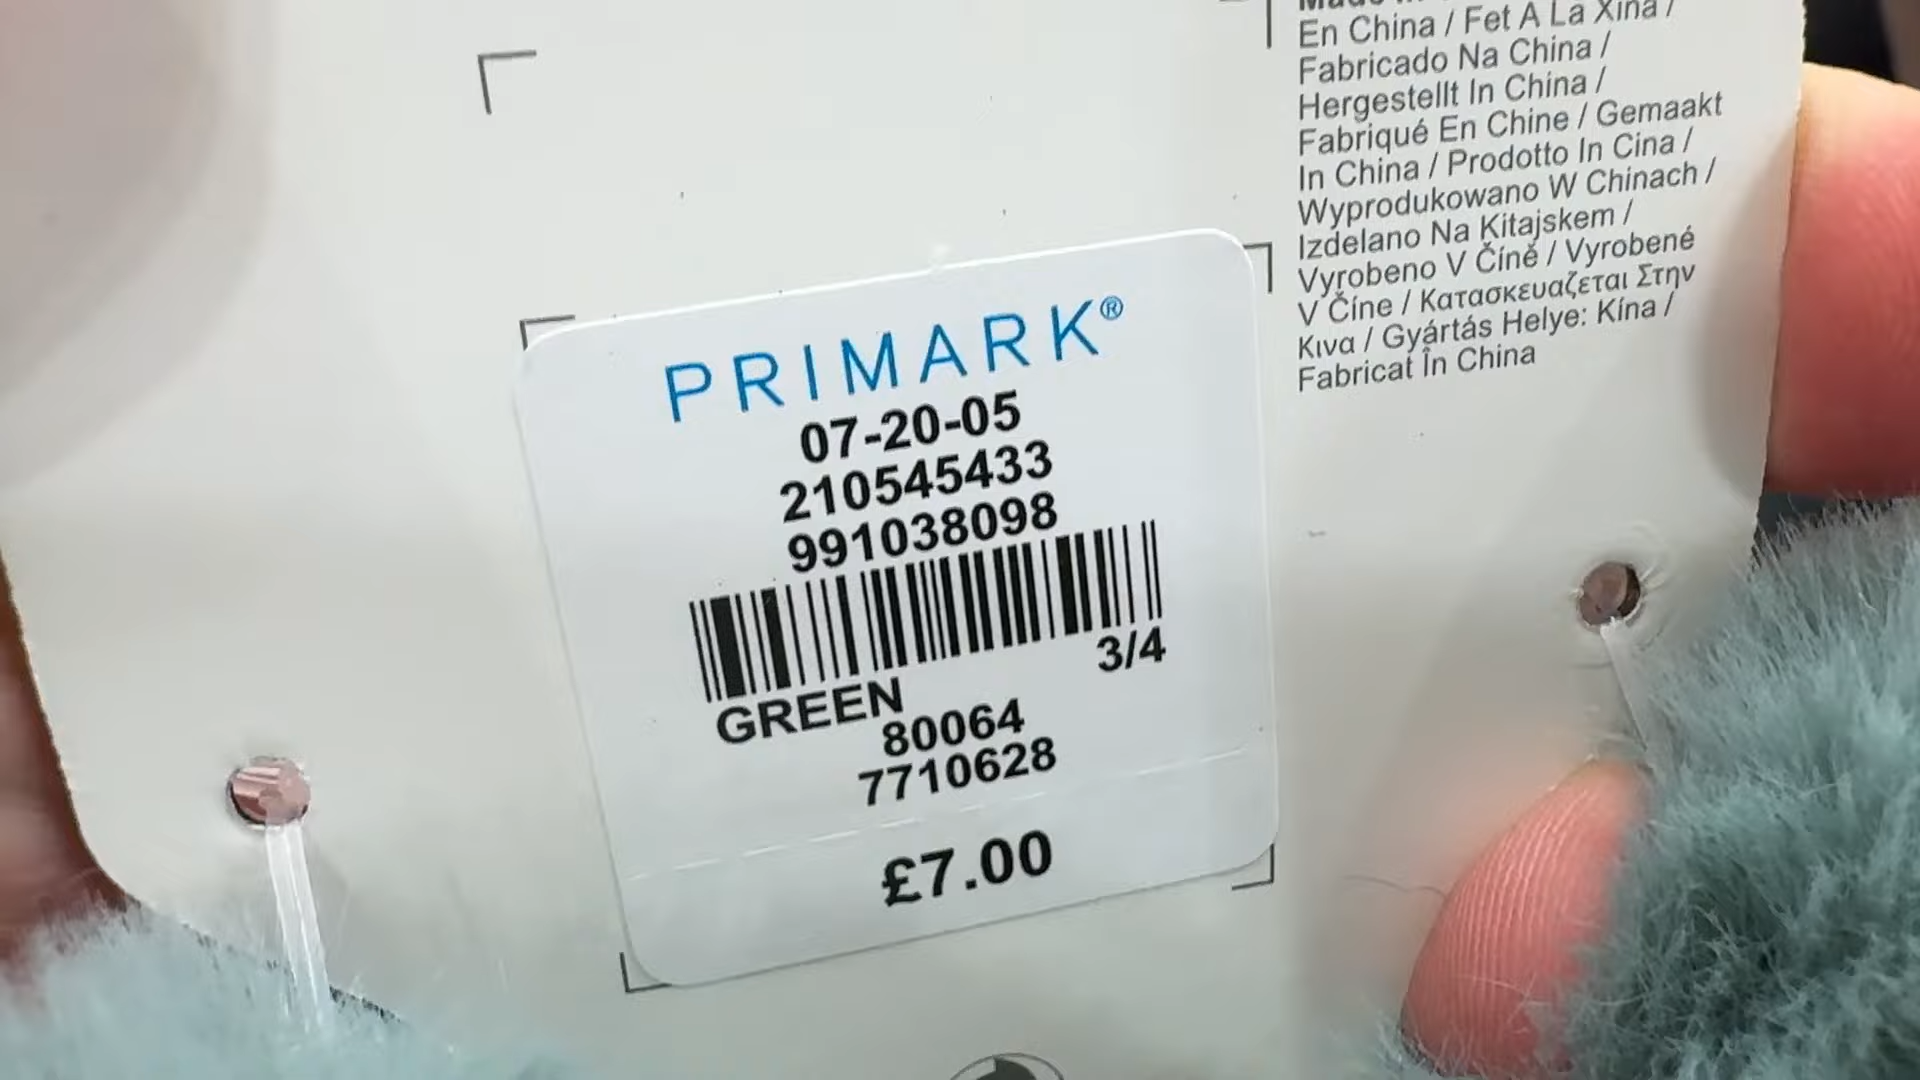 En China / Fet A La Xina /
Fabricado Na China /
Hergestellt In China /
Fabriqué En Chine / Gemaakt
In China / Prodotto In Cina /
Wyprodukowano W Chinach /
Izdelano Na Kitajskem /
Vyrobeno V Číně / Vyrobené
V Číne / Κατασκευαζεται Στην
Κινα / Gyártás Helye: Kína /
Fabricat În China
PRIMARK®
07-20-05
210545433
991038098
3/4
GREEN
80064
7710628
£7.00